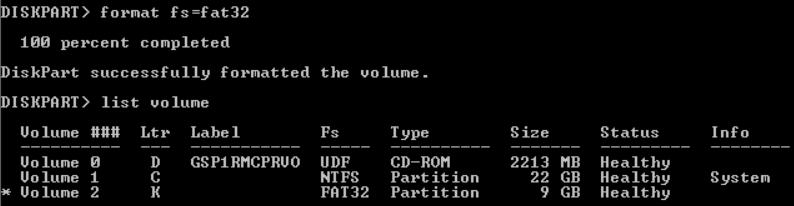 DISKPART> format fs=fat32
100 percent completed
DiskPart successfully formatted the volume.
DISKPART> list volume
Volume ### Ltr Label Fs Type Size Status Info
---------- --- ----------- ----- ---------- ------- --------- --------
Volume 0 D GSP1RMCPRVO UDF CD-ROM 2213 MB Healthy
Volume 1 C NTFS Partition 22 GB Healthy System
* Volume 2 K FAT32 Partition 9 GB Healthy